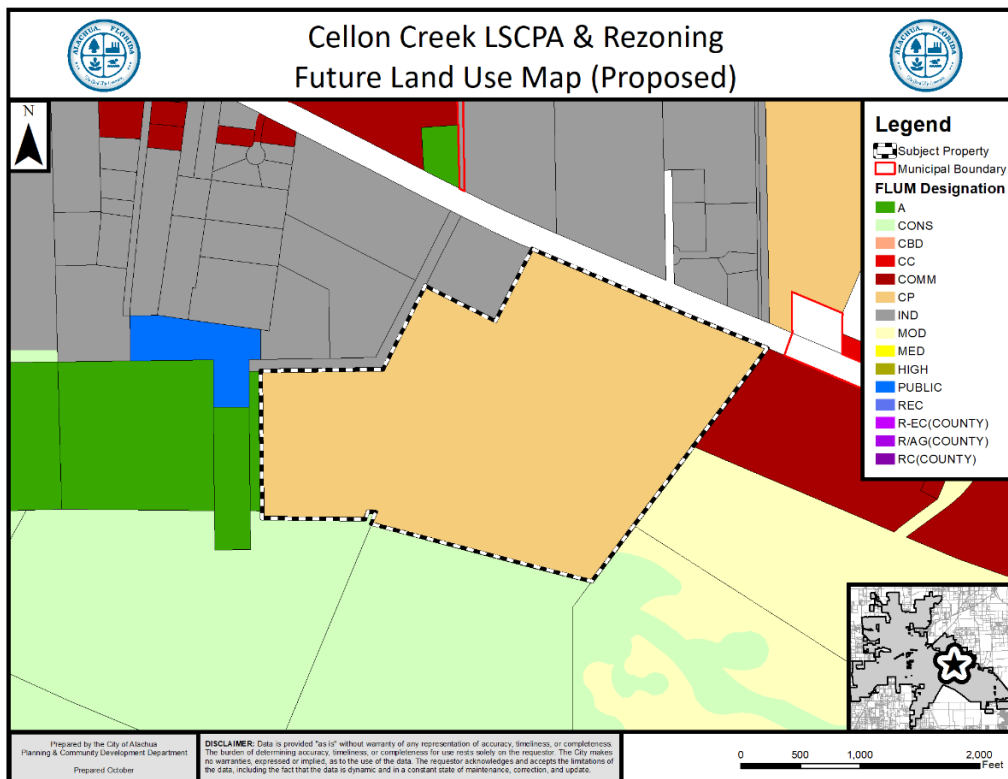 Cellon Creek LSCPA & Rezoning
Future Land Use Map (Proposed)
ALACHUA, FLORIDA
ALACHUA, FLORIDA
N
Legend
Subject Property
Municipal Boundary
FLUM Designation
A
CONS
CBD
CC
COMM
CP
IND
MOD
MED
HIGH
PUBLIC
REC
R-EC(COUNTY)
R/AG(COUNTY)
RC(COUNTY)
Prepared by the City of Alachua
Planning & Community Development Department
Prepared October
DISCLAIMER: Data is provided "as is" without warranty of any representation of accuracy, timeliness, or completeness.
The burden of determining accuracy, timeliness, or completeness for use rests solely on the requestor. The City makes
no warranties, expressed or implied, as to the use of the data. The requestor acknowledges and accepts the limitations of
the data, including the fact that the data is dynamic and in a constant state of maintenance, correction, and update.
0 500 1,000 2,000
Feet